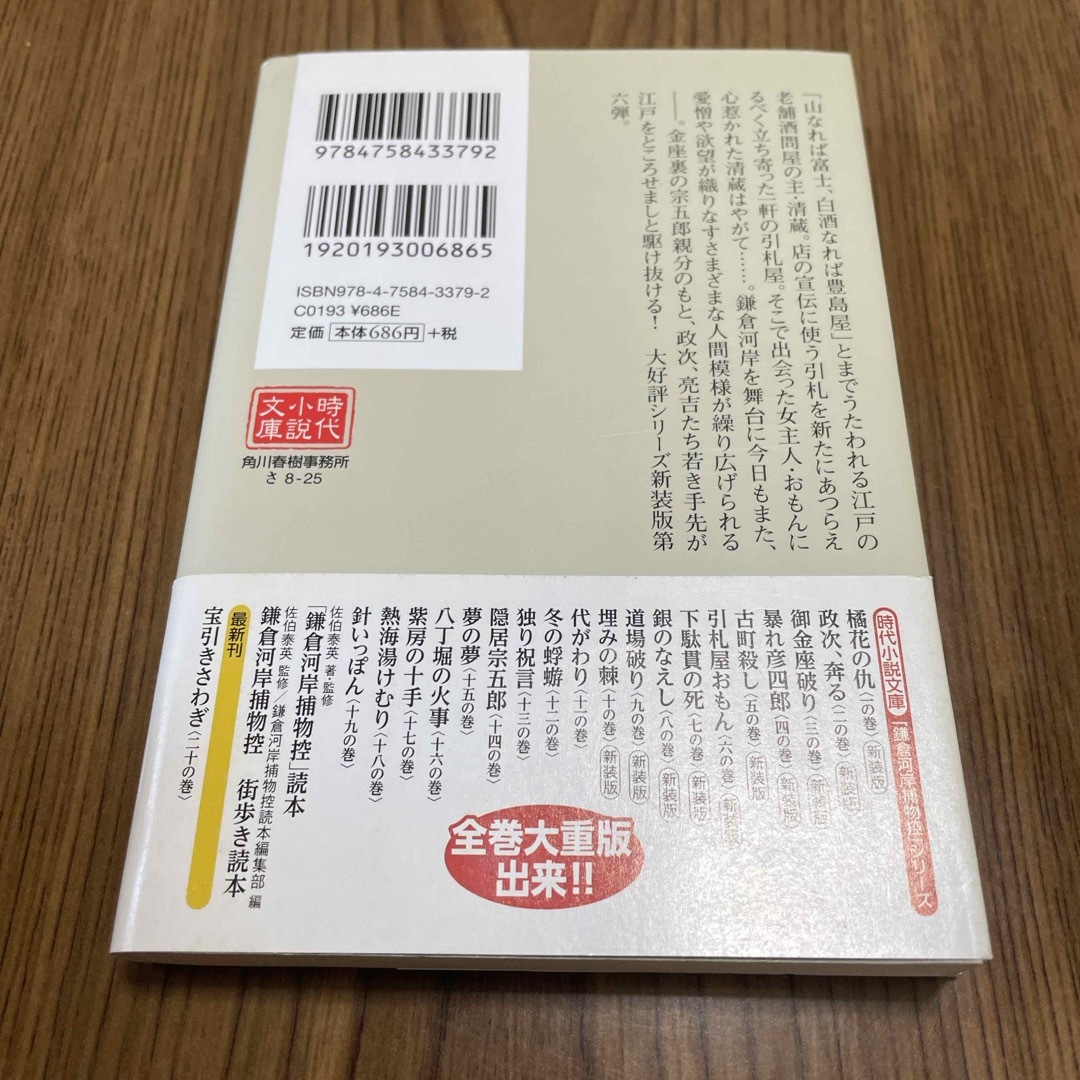 「山なれば富士、白酒なれば豊島屋」とまでうたわれる江戸の
老舗酒問屋の主・清蔵。店の宣伝に使う引札を新たにあつらえ
るべく立ち寄った一軒の引札屋。そこで出会った女主人・おもんに
心惹かれた清蔵はやがて……。鎌倉河岸を舞台に今日もまた、
愛憎や欲望が織りなすさまざまな人間模様が繰り広げられる
――。金座裏の宗五郎親分のもと、政次、亮吉たち若き手先が
江戸をところせましと駆け抜ける！　大好評シリーズ新装版第
六弾。
9784758433792
1920193006865
ISBN978-4-7584-3379-2
C0193 ¥686E
定価 本体686円 +税
時代
小説
文庫
角川春樹事務所
さ 8-25
時代小説文庫 「鎌倉河岸捕物控」シリーズ
橘花の仇〈一の巻〉 新装版
政次、奔る〈二の巻〉 新装版
御金座破り〈三の巻〉 新装版
暴れ彦四郎〈四の巻〉 新装版
古町殺し〈五の巻〉 新装版
引札屋おもん〈六の巻〉 新装版
下駄貫の死〈七の巻〉 新装版
銀のなえし〈八の巻〉 新装版
道場破り〈九の巻〉 新装版
埋みの棘〈十の巻〉 新装版
代がわり〈十一の巻〉
冬の蜉蝣〈十二の巻〉
独り祝言〈十三の巻〉
隠居宗五郎〈十四の巻〉
夢の夢〈十五の巻〉
八丁堀の火事〈十六の巻〉
紫房の十手〈十七の巻〉
熱海湯けむり〈十八の巻〉
針いっぽん〈十九の巻〉
佐伯泰英 著・監修
「鎌倉河岸捕物控」読本
佐伯泰英 監修／鎌倉河岸捕物控読本編集部 編
鎌倉河岸捕物控　街歩き読本
最新刊
宝引きさわぎ〈二十の巻〉
全巻大重版
出来!!